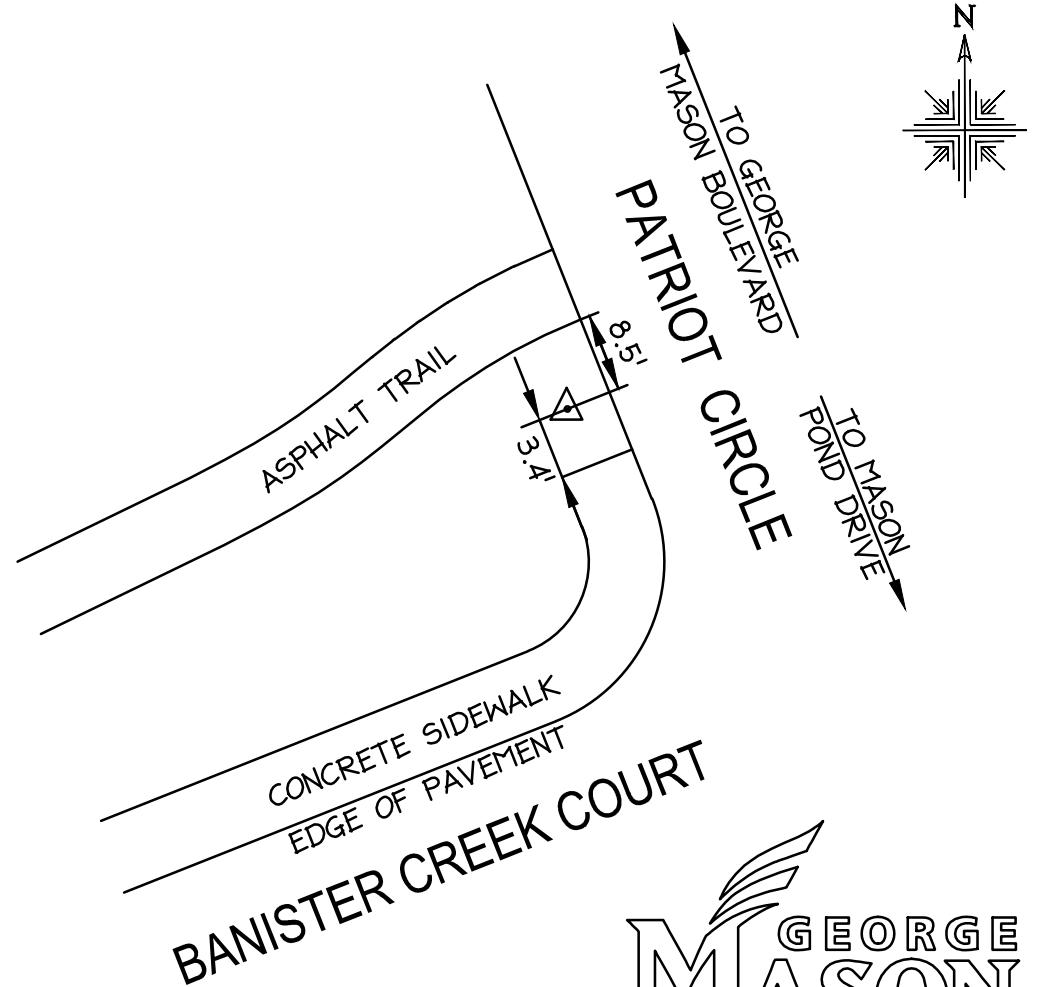 N
TO GEORGE
MASON BOULEVARD
PATRIOT CIRCLE
8.5'
ASPHALT TRAIL
3.4'
TO MASON
POND DRIVE
CONCRETE SIDEWALK
EDGE OF PAVEMENT
BANISTER CREEK COURT
GEORGE
MASON